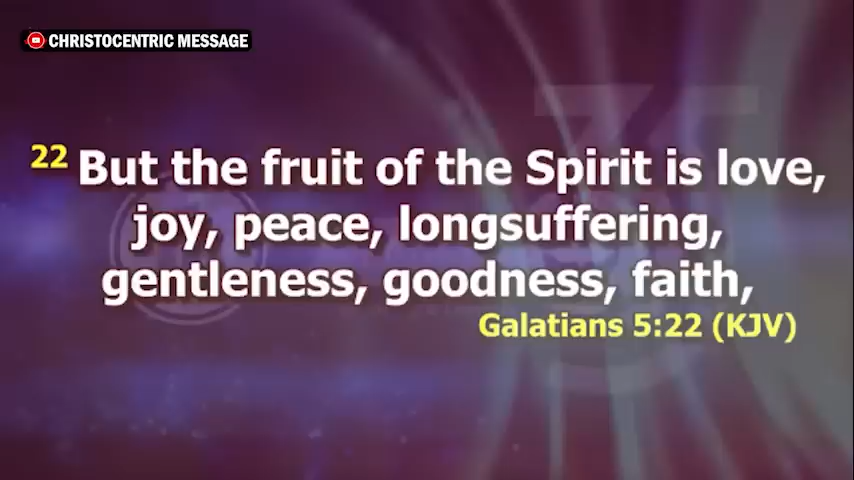 CHRISTOCENTRIC MESSAGE
22 But the fruit of the Spirit is love,
joy, peace, longsuffering,
gentleness, goodness, faith,
Galatians 5:22 (KJV)